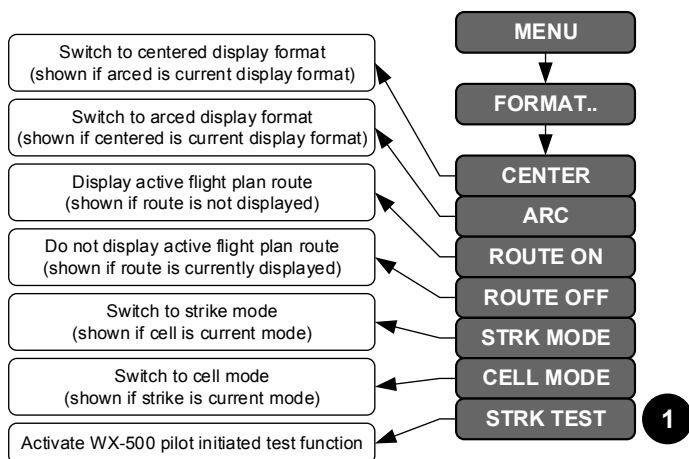 MENU
FORMAT..
Switch to centered display format
(shown if arced is current display format)
CENTER
Switch to arced display format
(shown if centered is current display format)
ARC
Display active flight plan route
(shown if route is not displayed)
ROUTE ON
Do not display active flight plan route
(shown if route is currently displayed)
ROUTE OFF
Switch to strike mode
(shown if cell is current mode)
STRK MODE
Switch to cell mode
(shown if strike is current mode)
CELL MODE
Activate WX-500 pilot initiated test function
STRK TEST
1